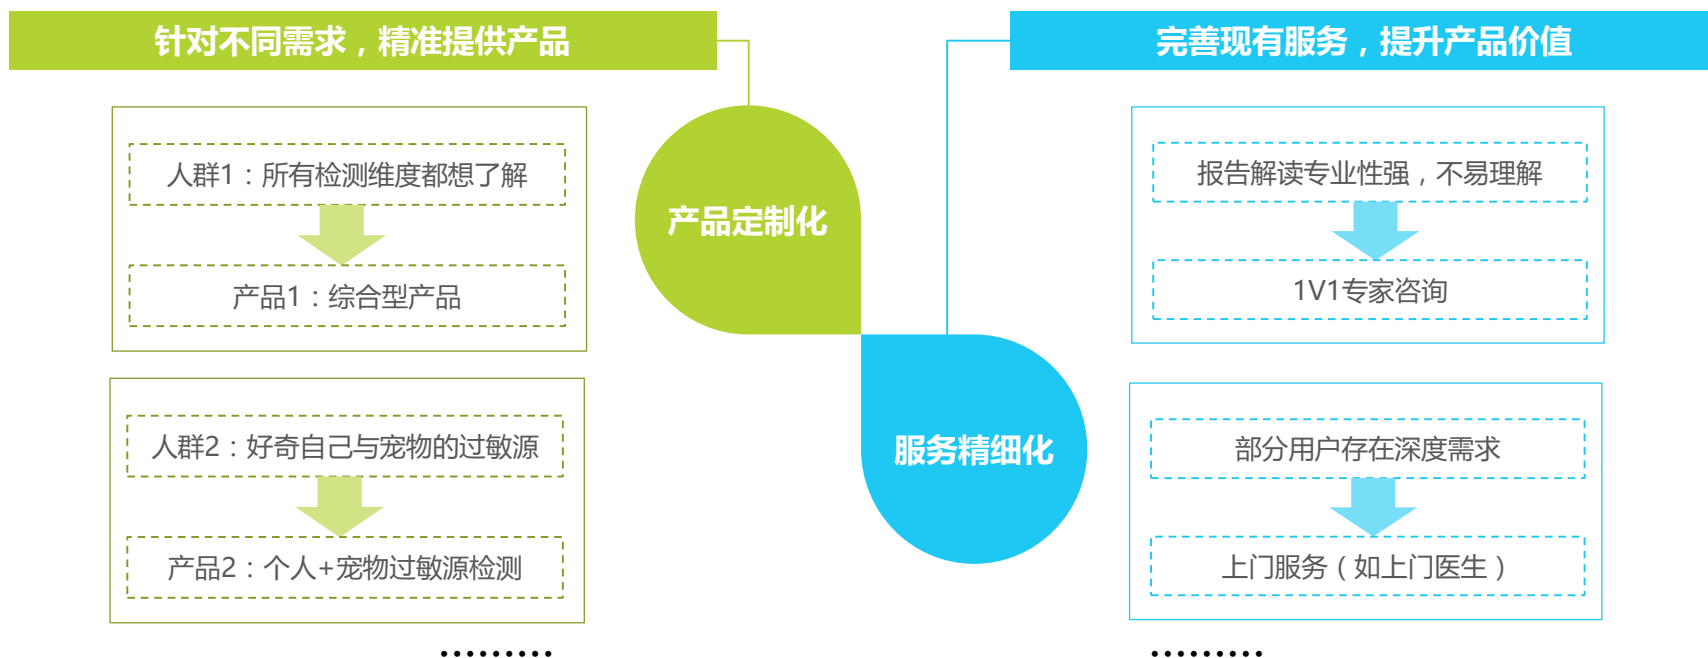 针对不同需求，精准提供产品
人群1：所有检测维度都想了解
产品1：综合型产品
人群2：好奇自己与宠物的过敏源
产品2：个人+宠物过敏源检测
………
产品定制化
服务精细化
完善现有服务，提升产品价值
报告解读专业性强，不易理解
1V1专家咨询
部分用户存在深度需求
上门服务（如上门医生）
………